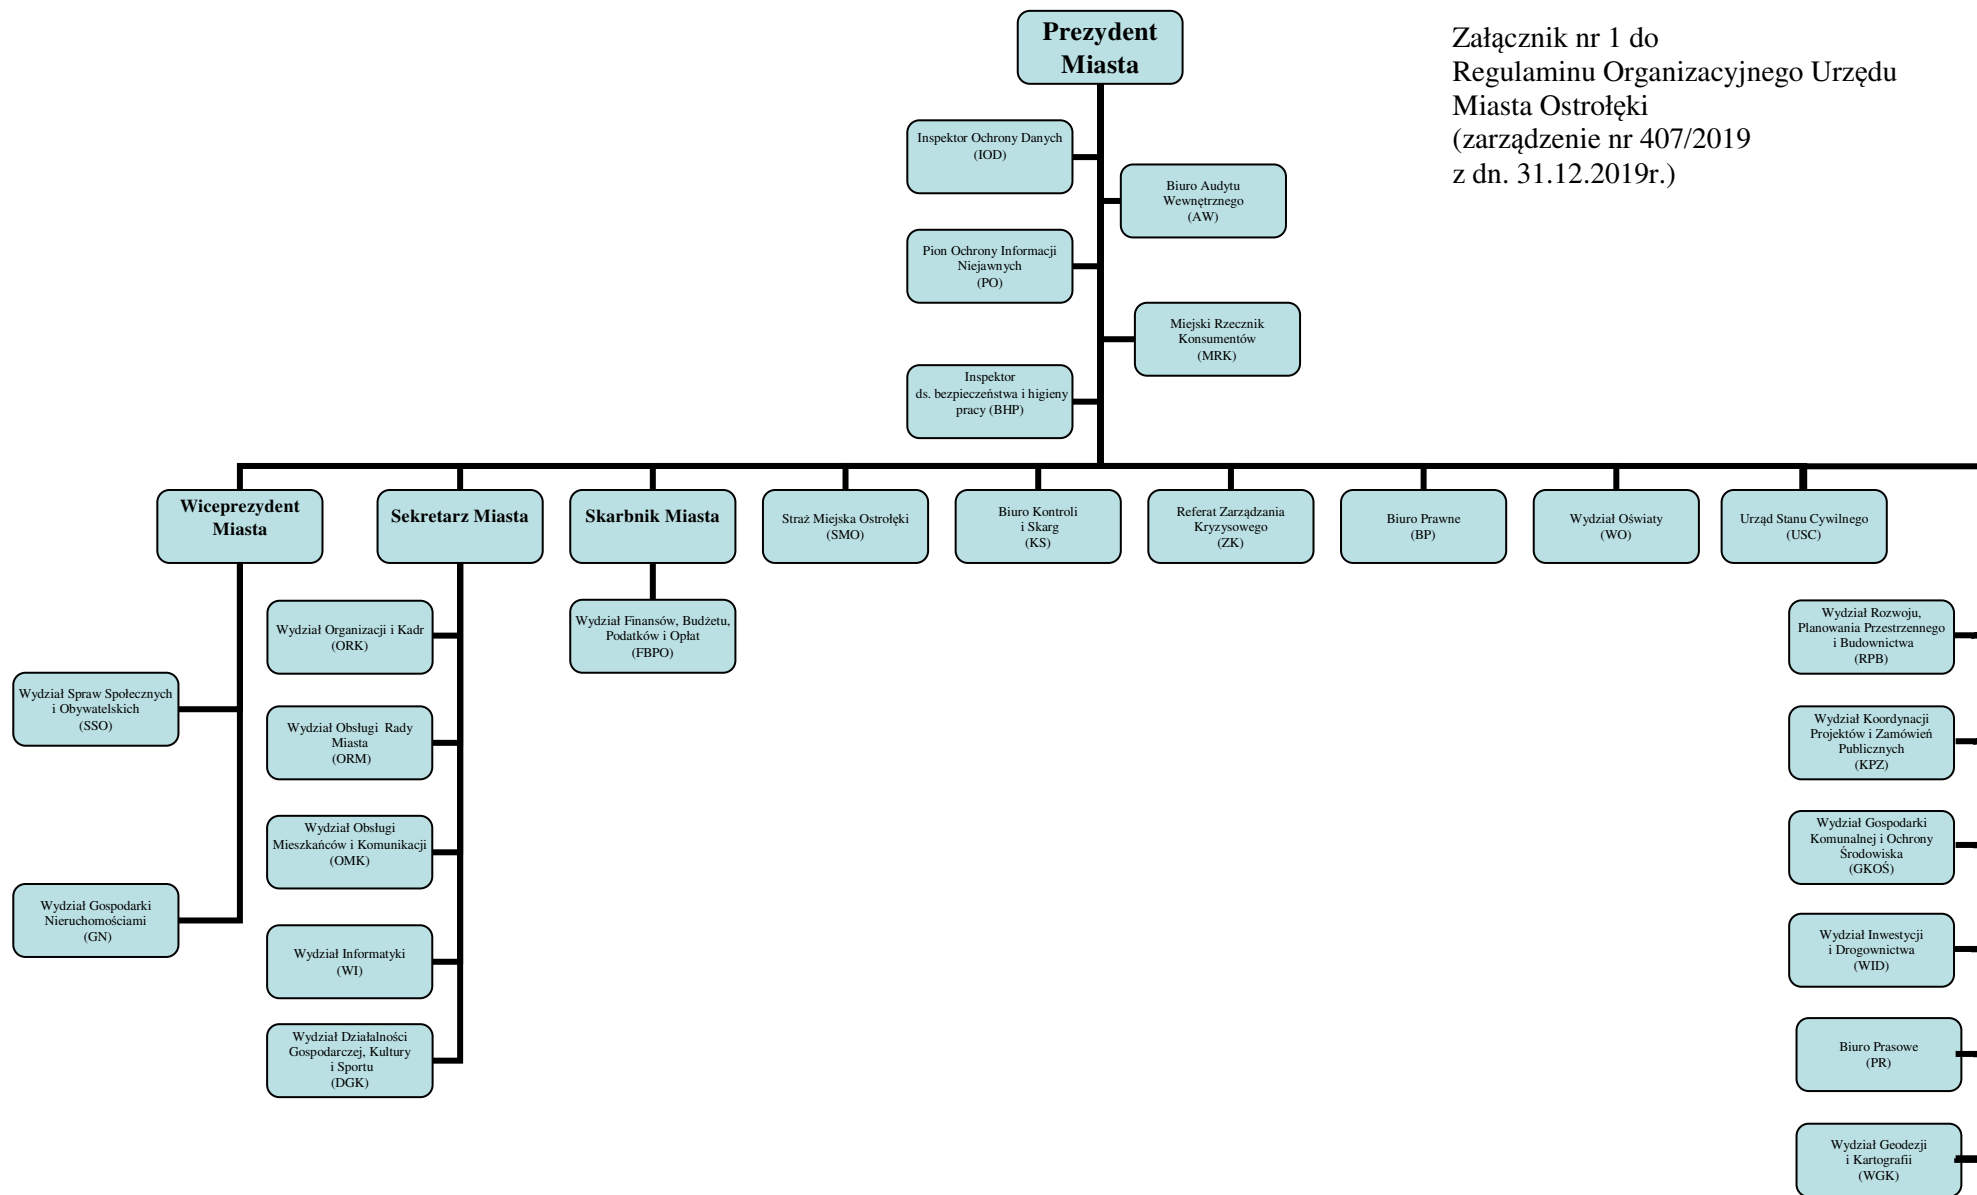 Prezydent
Miasta
Załącznik nr 1 do
Regulaminu Organizacyjnego Urzędu
Miasta Ostrołęki
(zarządzenie nr 407/2019
z dn. 31.12.2019r.)
Inspektor Ochrony Danych
(IOD)
Biuro Audytu
Wewnętrznego
(AW)
Pion Ochrony Informacji
Niejawnych
(PO)
Miejski Rzecznik
Konsumentów
(MRK)
Inspektor
ds. bezpieczeństwa i higieny
pracy (BHP)
Wiceprezydent
Miasta
Sekretarz Miasta
Skarbnik Miasta
Straż Miejska Ostrołęki
(SMO)
Biuro Kontroli
i Skarg
(KS)
Referat Zarządzania
Kryzysowego
(ZK)
Biuro Prawne
(BP)
Wydział Oświaty
(WO)
Urząd Stanu Cywilnego
(USC)
Wydział Spraw Społecznych
i Obywatelskich
(SSO)
Wydział Gospodarki
Nieruchomościami
(GN)
Wydział Organizacji i Kadr
(ORK)
Wydział Obsługi Rady
Miasta
(ORM)
Wydział Obsługi
Mieszkańców i Komunikacji
(OMK)
Wydział Informatyki
(WI)
Wydział Działalności
Gospodarczej, Kultury
i Sportu
(DGK)
Wydział Finansów, Budżetu,
Podatków i Opłat
(FBPO)
Wydział Rozwoju,
Planowania Przestrzennego
i Budownictwa
(RPB)
Wydział Koordynacji
Projektów i Zamówień
Publicznych
(KPZ)
Wydział Gospodarki
Komunalnej i Ochrony
Środowiska
(GKOŚ)
Wydział Inwestycji
i Drogownictwa
(WID)
Biuro Prasowe
(PR)
Wydział Geodezji
i Kartografii
(WGK)